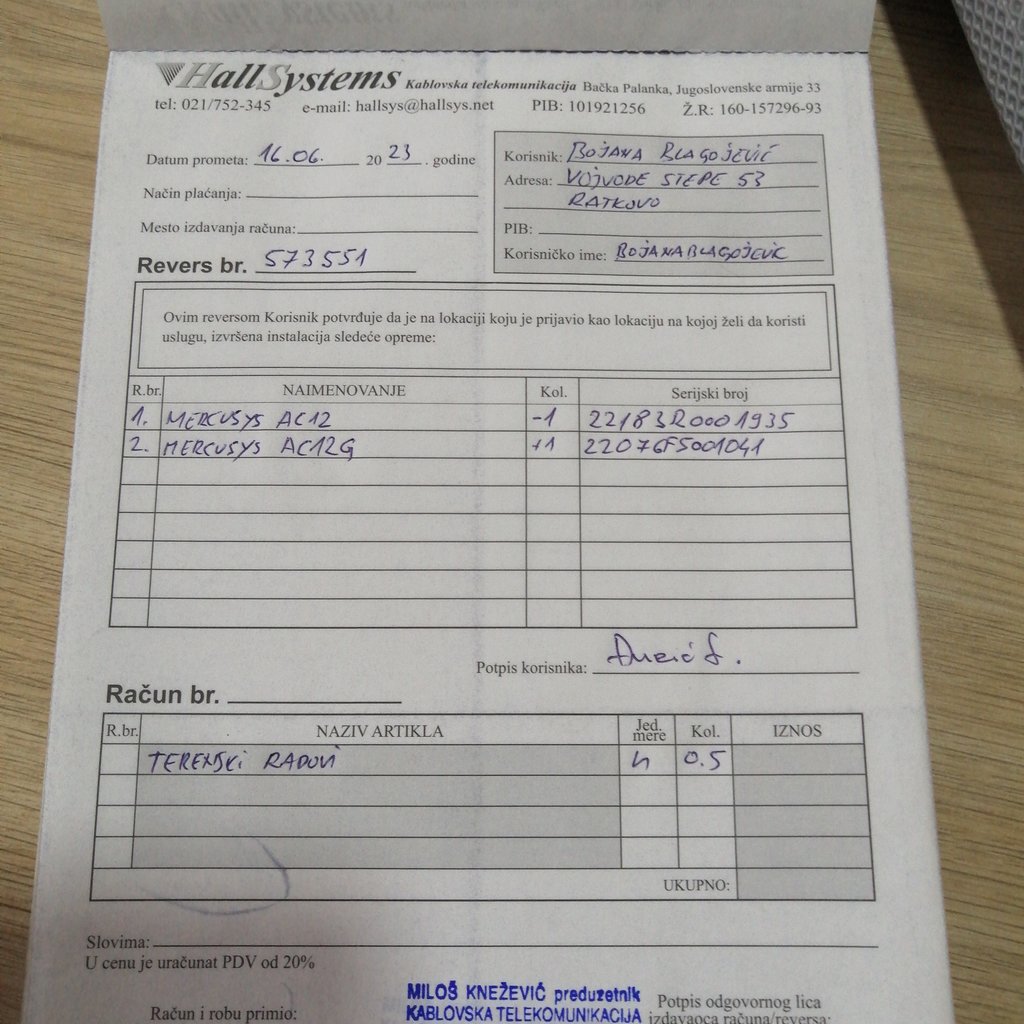 HallSystems Kablovska telekomunikacija Bačka Palanka, Jugoslovenske armije 33
tel: 021/752-345 e-mail: hallsys@hallsys.net PIB: 101921256 Ž.R: 160-157296-93
Datum prometa: 16.06. 20 23 . godine
Način plaćanja:
Mesto izdavanja računa:
Revers br. 573551
Korisnik: BOJANA BLAGOJEVIĆ
Adresa: VOJVODE STEPE 53
RATKOVO
PIB:
Korisničko ime: BOJANABLAGOJEVIC
Ovim reversom Korisnik potvrđuje da je na lokaciji koju je prijavio kao lokaciju na kojoj želi da koristi
uslugu, izvršena instalacija sledeće opreme:
R.br. NAIMENOVANJE Kol. Serijski broj
1. MERCUSYS AC12 -1 22183R0001935
2. MERCUSYS AC12G +1 22076F5001041
Potpis korisnika:
Račun br.
R.br. NAZIV ARTIKLA Jed. mere Kol. IZNOS
TERENSKI RADOVI h 0.5
UKUPNO:
Slovima:
U cenu je uračunat PDV od 20%
MILOŠ KNEŽEVIĆ preduzetnik
KABLOVSKA TELEKOMUNIKACIJA
Račun i robu primio:
Potpis odgovornog lica
izdavaoca računa/reversa: